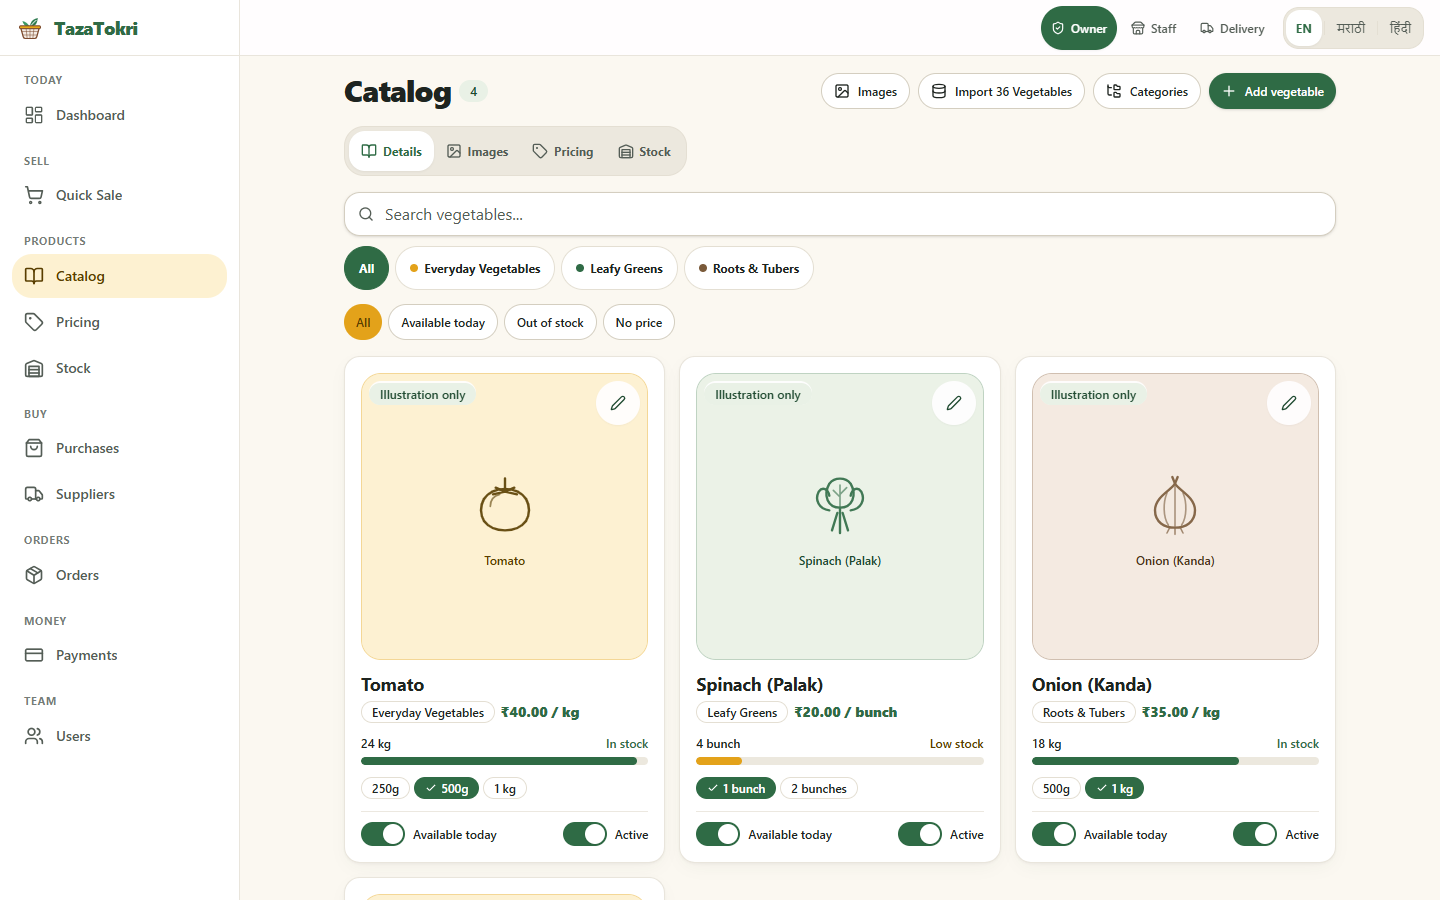 TazaTokri
Owner
Staff
Delivery
EN
मराठी
हिंदी
TODAY
Dashboard
SELL
Quick Sale
PRODUCTS
Catalog
Pricing
Stock
BUY
Purchases
Suppliers
ORDERS
Orders
MONEY
Payments
TEAM
Users
Catalog 4
Images
Import 36 Vegetables
Categories
Add vegetable
Details
Images
Pricing
Stock
Search vegetables...
All
Everyday Vegetables
Leafy Greens
Roots & Tubers
All
Available today
Out of stock
No price
Illustration only
Tomato
Tomato
Everyday Vegetables ₹40.00 / kg
24 kg In stock
250g 500g 1 kg
Available today Active
Illustration only
Spinach (Palak)
Spinach (Palak)
Leafy Greens ₹20.00 / bunch
4 bunch Low stock
1 bunch 2 bunches
Available today Active
Illustration only
Onion (Kanda)
Onion (Kanda)
Roots & Tubers ₹35.00 / kg
18 kg In stock
500g 1 kg
Available today Active